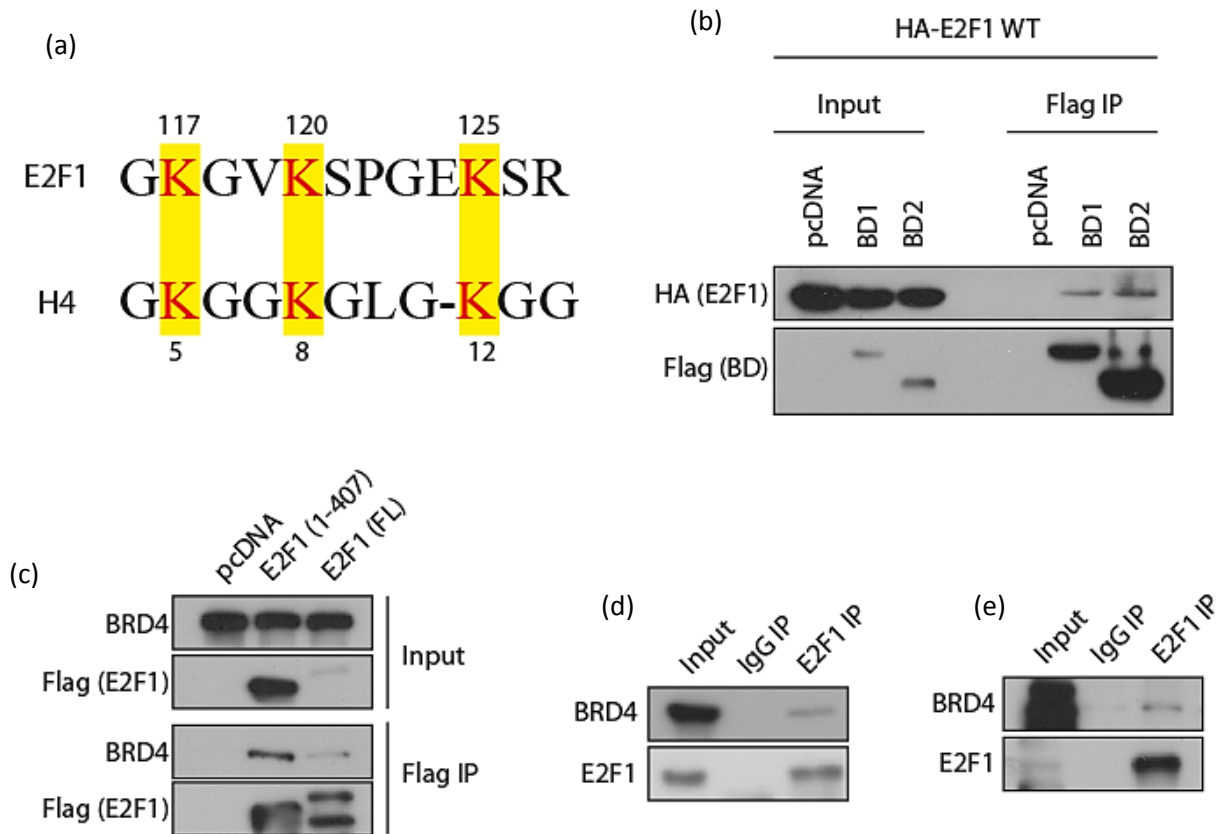 (a)
117 120 125
E2F1 GKGVKSPGEKSR
H4 GKGGKGLG-KGG
5 8 12
(b)
HA-E2F1 WT
Input Flag IP
pcDNA BD1 BD2 pcDNA BD1 BD2
HA (E2F1)
Flag (BD)
(c)
pcDNA E2F1 (1-407) E2F1 (FL)
BRD4
Flag (E2F1)
Input
BRD4
Flag (E2F1)
Flag IP
(d)
Input IgG IP E2F1 IP
BRD4
E2F1
(e)
Input IgG IP E2F1 IP
BRD4
E2F1